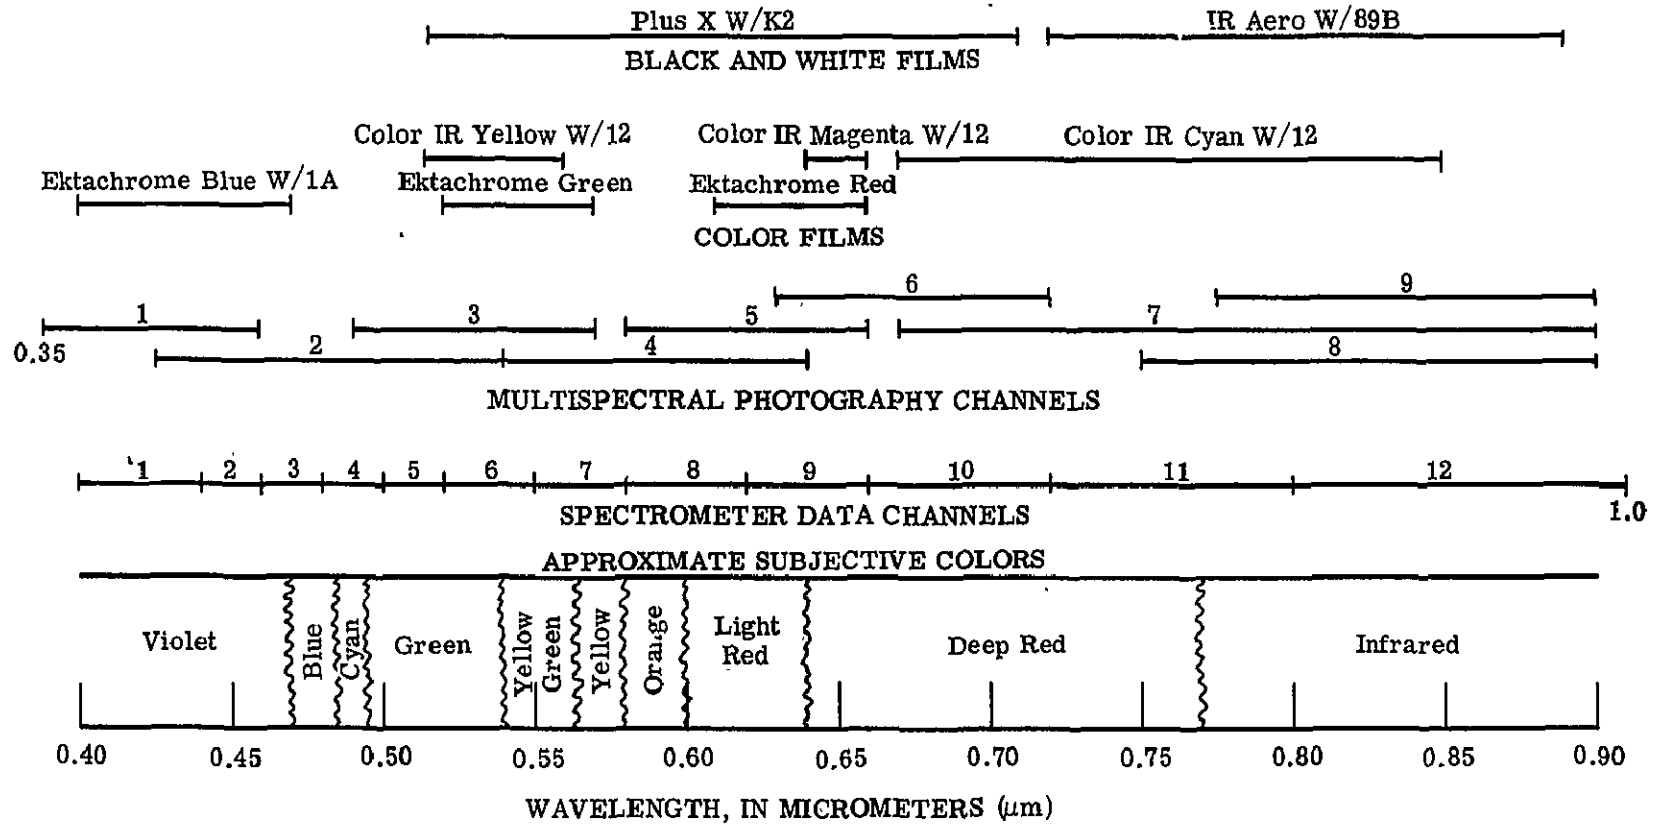 Plus X W/K2 IR Aero W/89B
BLACK AND WHITE FILMS
Color IR Yellow W/12 Color IR Magenta W/12 Color IR Cyan W/12
Ektachrome Blue W/1A Ektachrome Green Ektachrome Red
COLOR FILMS
6 9
1 3 5 7
0.35 2 4 8
MULTISPECTRAL PHOTOGRAPHY CHANNELS
1 2 3 4 5 6 7 8 9 10 11 12
SPECTROMETER DATA CHANNELS 1.0
APPROXIMATE SUBJECTIVE COLORS
Violet
Blue
Cyan
Green
Yellow
Green
Yellow
Orange
Light
Red
Deep Red
Infrared
0.40 0.45 0.50 0.55 0.60 0.65 0.70 0.75 0.80 0.85 0.90
WAVELENGTH, IN MICROMETERS (μm)